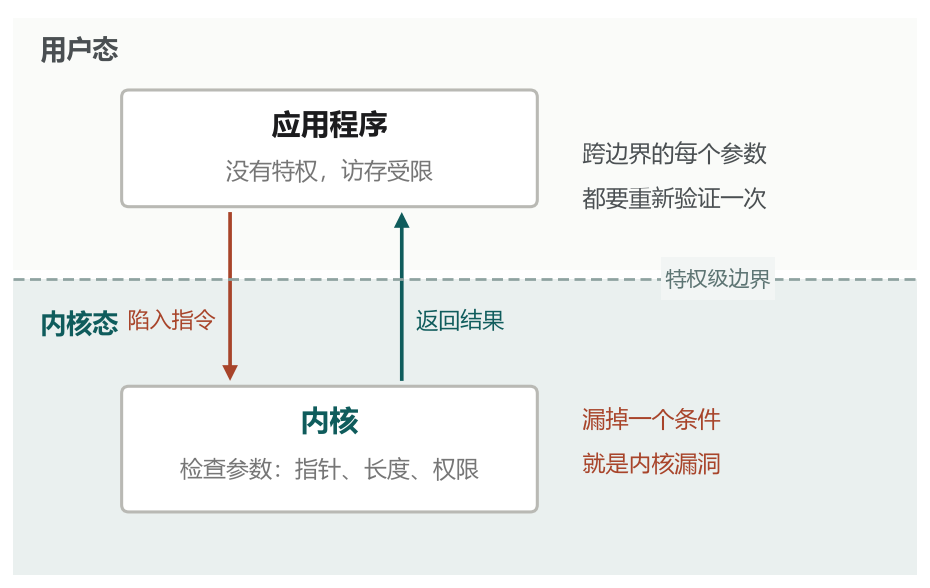 用户态
应用程序
没有特权，访存受限
跨边界的每个参数
都要重新验证一次
特权级边界
内核态
陷入指令
返回结果
内核
检查参数：指针、长度、权限
漏掉一个条件
就是内核漏洞